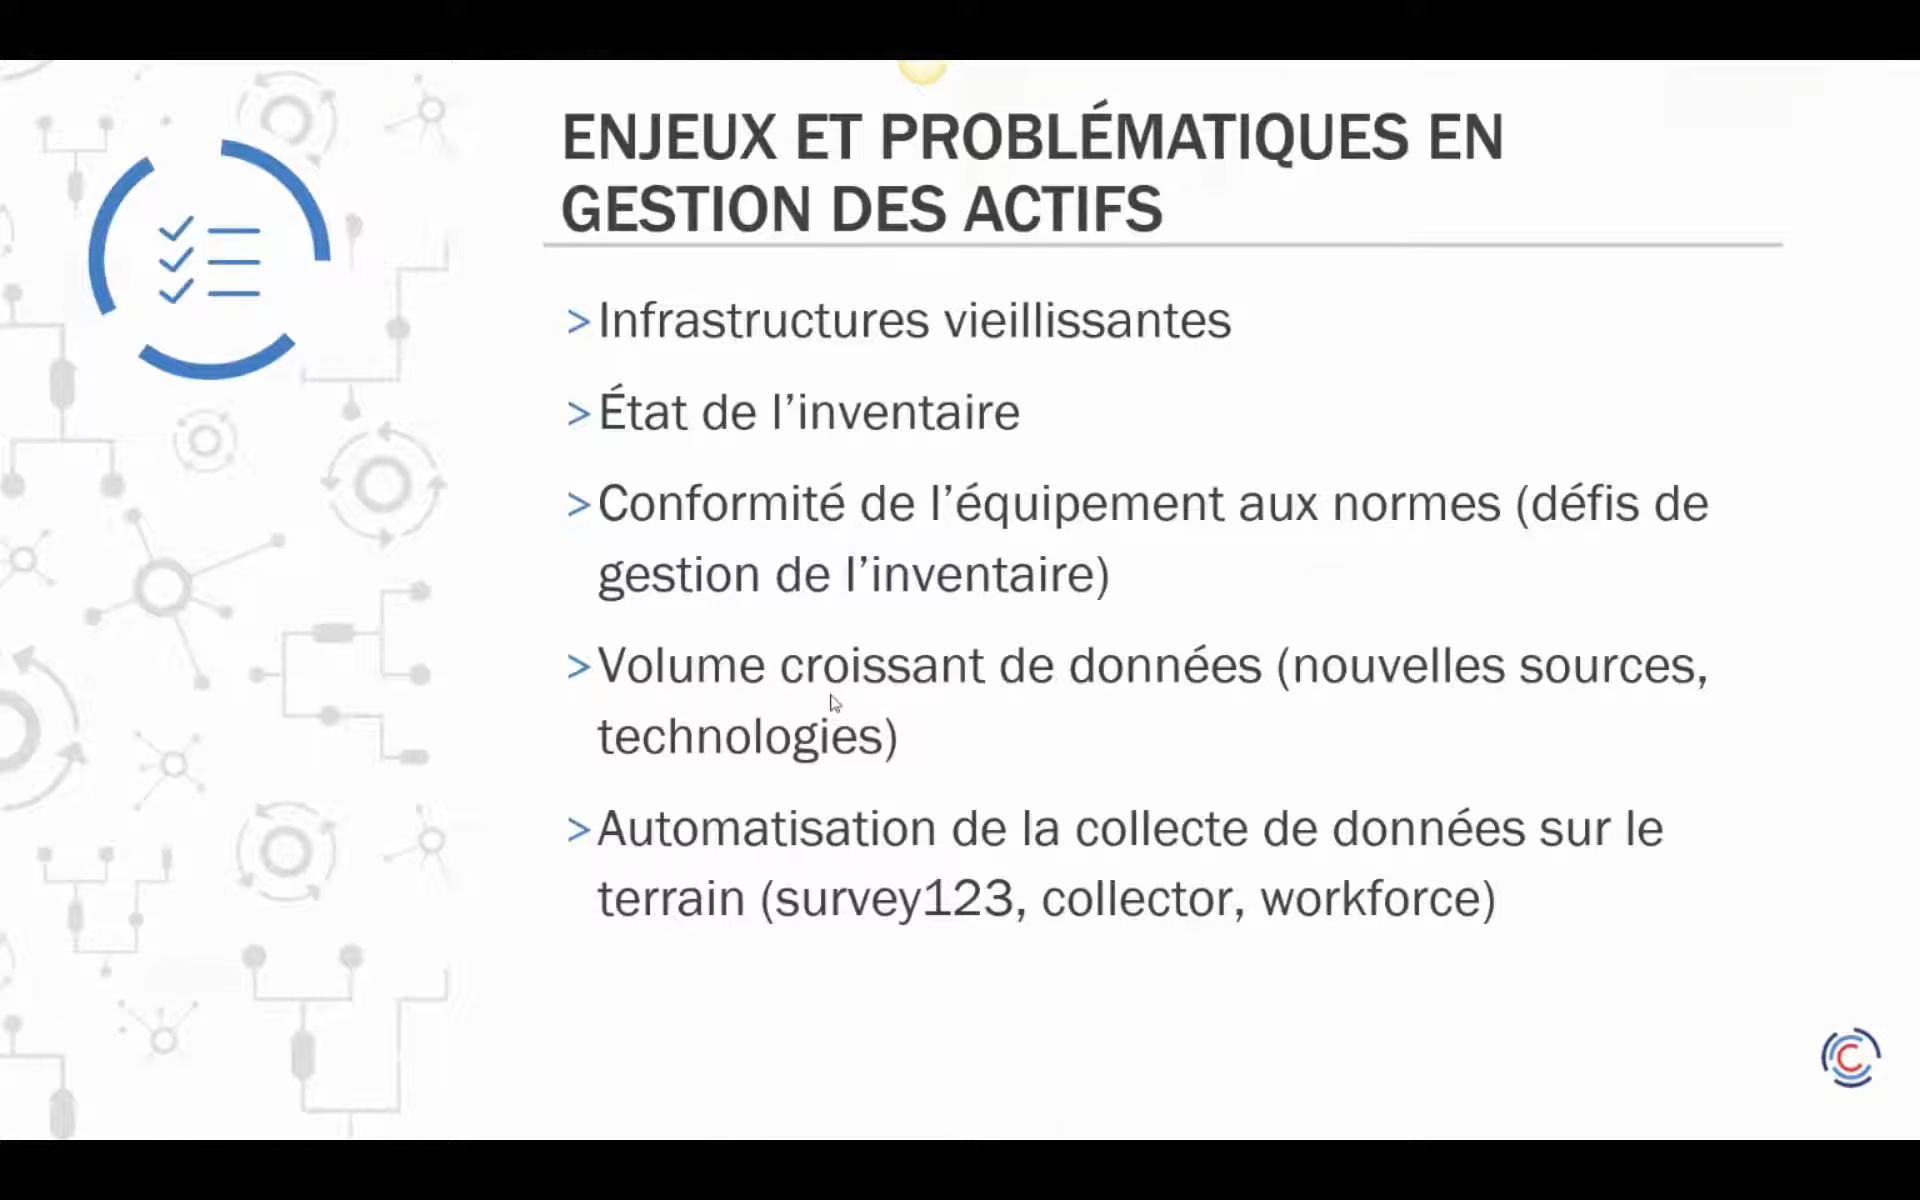 ENJEUX ET PROBLÉMATIQUES EN
GESTION DES ACTIFS
> Infrastructures vieillissantes
> État de l’inventaire
> Conformité de l’équipement aux normes (défis de
gestion de l’inventaire)
> Volume croissant de données (nouvelles sources,
technologies)
> Automatisation de la collecte de données sur le
terrain (survey123, collector, workforce)